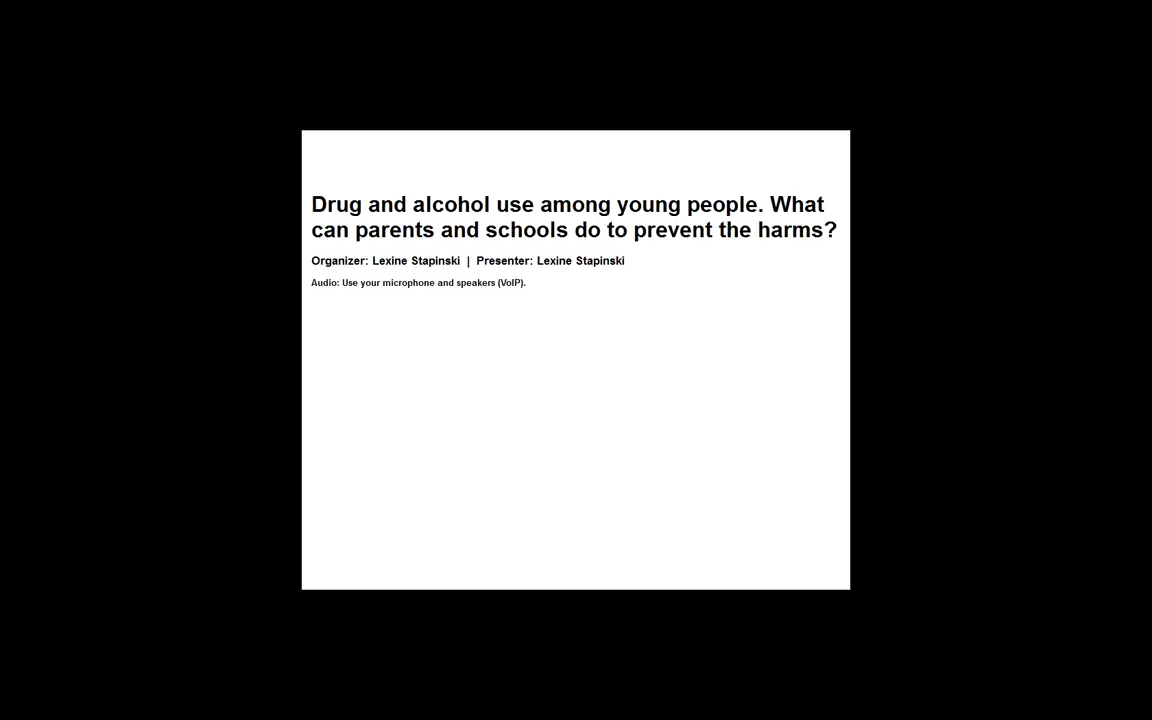 Drug and alcohol use among young people. What
can parents and schools do to prevent the harms?
Organizer: Lexine Stapinski | Presenter: Lexine Stapinski
Audio: Use your microphone and speakers (VoIP).